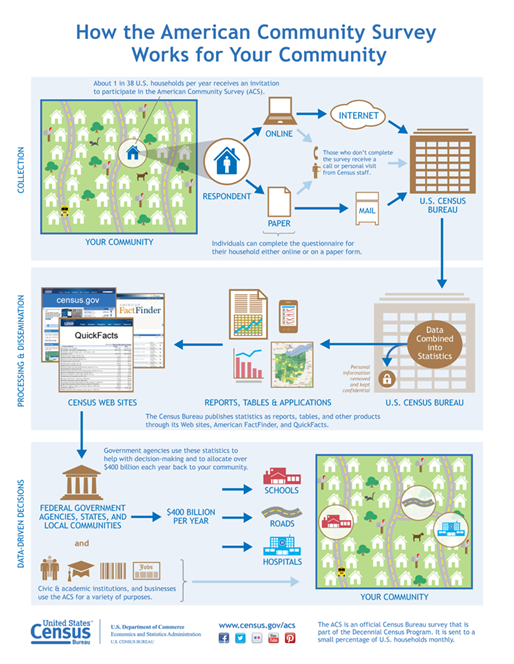 How the American Community Survey
Works for Your Community
About 1 in 38 U.S. households per year receives an invitation
to participate in the American Community Survey (ACS).
COLLECTION
YOUR COMMUNITY
RESPONDENT
ONLINE
INTERNET
Those who don't complete
the survey receive a
call or personal visit
from Census staff.
PAPER
MAIL
U.S. CENSUS
BUREAU
Individuals can complete the questionnaire for
their household either online or on a paper form.
PROCESSING & DISSEMINATION
census.gov
FactFinder
QuickFacts
CENSUS WEB SITES
REPORTS, TABLES & APPLICATIONS
Data
Combined
into
Statistics
Personal
information
removed
and kept
confidential
U.S. CENSUS BUREAU
The Census Bureau publishes statistics as reports, tables, and other products
through its Web sites, American FactFinder, and QuickFacts.
DATA-DRIVEN DECISIONS
Government agencies use these statistics to
help with decision-making and to allocate over
$400 billion each year back to your community.
FEDERAL GOVERNMENT
AGENCIES, STATES, AND
LOCAL COMMUNITIES
$400 BILLION
PER YEAR
SCHOOLS
ROADS
HOSPITALS
and
Jobs
Civic & academic institutions, and businesses
use the ACS for a variety of purposes.
YOUR COMMUNITY
United States™
Census
Bureau
U.S. Department of Commerce
Economics and Statistics Administration
U.S. CENSUS BUREAU
www.census.gov/acs
The ACS is an official Census Bureau survey that is
part of the Decennial Census Program. It is sent to a
small percentage of U.S. households monthly.